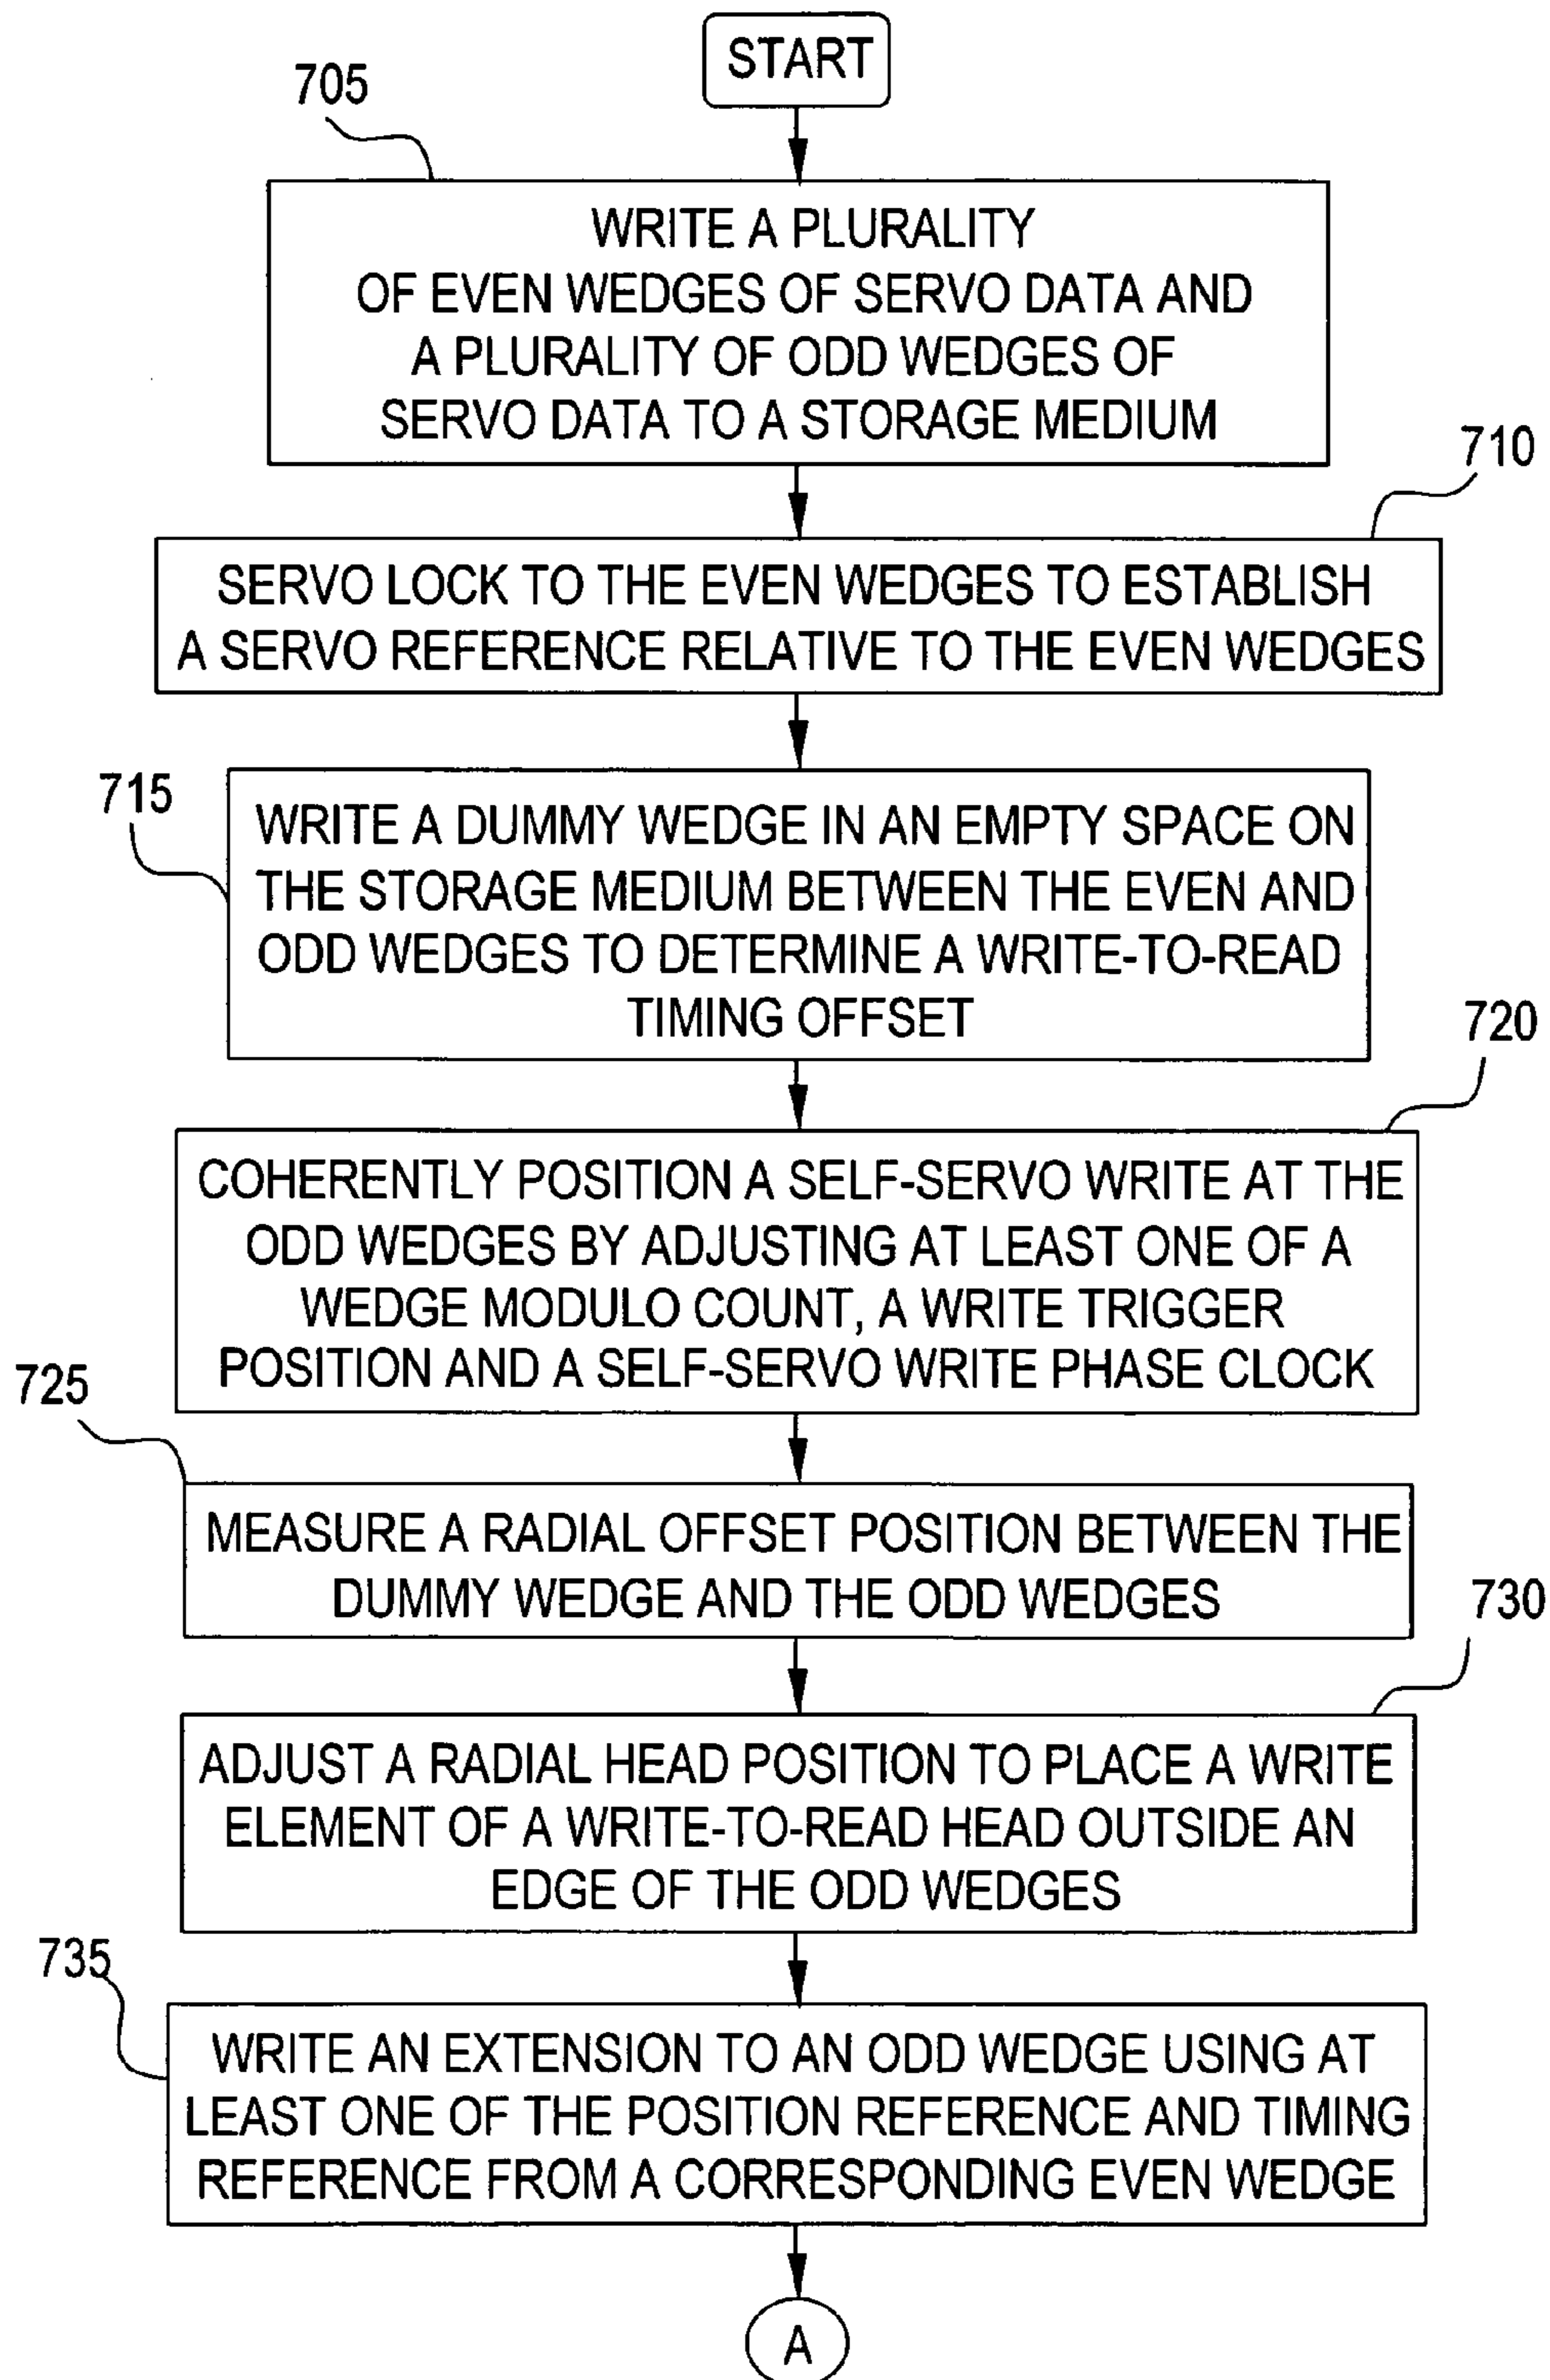 START
705
WRITE A PLURALITY
OF EVEN WEDGES OF SERVO DATA AND
A PLURALITY OF ODD WEDGES OF
SERVO DATA TO A STORAGE MEDIUM
710
SERVO LOCK TO THE EVEN WEDGES TO ESTABLISH
A SERVO REFERENCE RELATIVE TO THE EVEN WEDGES
715
WRITE A DUMMY WEDGE IN AN EMPTY SPACE ON
THE STORAGE MEDIUM BETWEEN THE EVEN AND
ODD WEDGES TO DETERMINE A WRITE-TO-READ
TIMING OFFSET
720
COHERENTLY POSITION A SELF-SERVO WRITE AT THE
ODD WEDGES BY ADJUSTING AT LEAST ONE OF A
WEDGE MODULO COUNT, A WRITE TRIGGER
POSITION AND A SELF-SERVO WRITE PHASE CLOCK
725
MEASURE A RADIAL OFFSET POSITION BETWEEN THE
DUMMY WEDGE AND THE ODD WEDGES
730
ADJUST A RADIAL HEAD POSITION TO PLACE A WRITE
ELEMENT OF A WRITE-TO-READ HEAD OUTSIDE AN
EDGE OF THE ODD WEDGES
735
WRITE AN EXTENSION TO AN ODD WEDGE USING AT
LEAST ONE OF THE POSITION REFERENCE AND TIMING
REFERENCE FROM A CORRESPONDING EVEN WEDGE
A